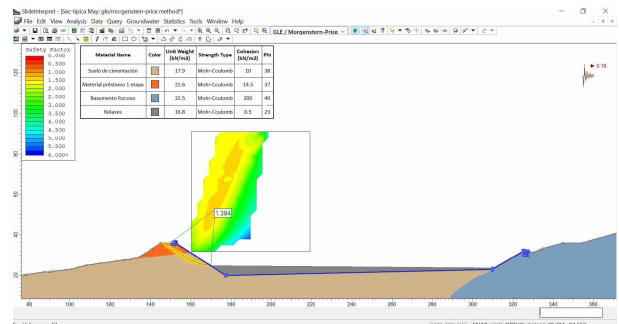 SlideInterpret - [Sec-típica May: gle/morgenstern-price method*]
File Edit View Analysis Data Query Groundwater Statistics Tools Window Help
GLE / Morgenstern-Price
Safety Factor
0.000
0.500
1.000
1.500
2.000
2.500
3.000
3.500
4.000
4.500
5.000
5.500
6.000+
Material Name Color Unit Weight (kN/m3) Strength Type Cohesion (kN/m2) Phi
Suelo de cimentación 17.9 Mohr-Coulomb 10 38
Material préstamo 1 etapa 21.6 Mohr-Coulomb 14.5 37
Basamento Rocoso 22.5 Mohr-Coulomb 200 40
Relaves 16.8 Mohr-Coulomb 0.5 23
0.18
1.394
120
100
80
60
40
20
80 100 120 140 160 180 200 220 240 260 280 300 320 340 360